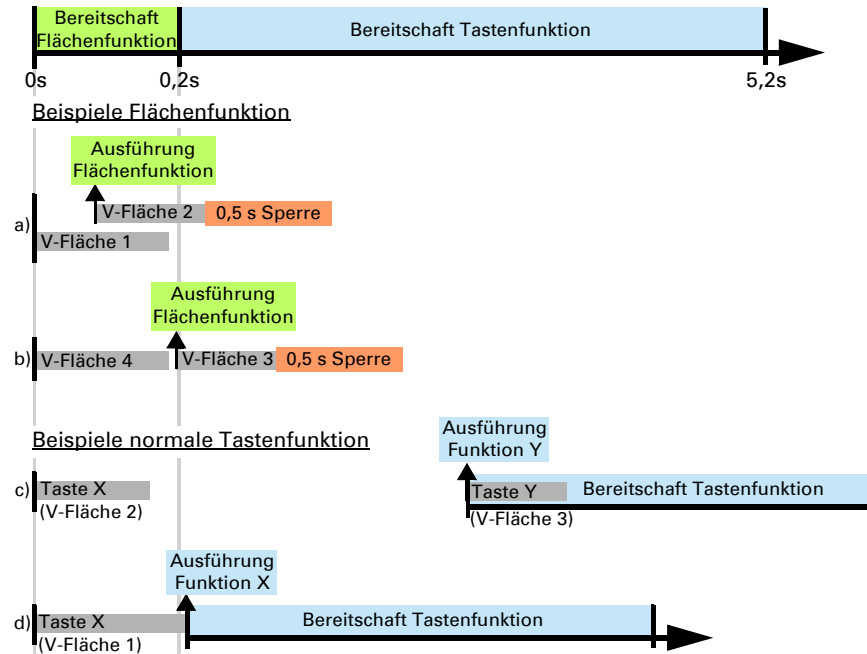 Bereitschaft
Flächenfunktion
Bereitschaft Tastenfunktion
0s
0,2s
5,2s
Beispiele Flächenfunktion
Ausführung
Flächenfunktion
a)
V-Fläche 2
0,5 s Sperre
V-Fläche 1
Ausführung
Flächenfunktion
b)
V-Fläche 4
V-Fläche 3
0,5 s Sperre
Beispiele normale Tastenfunktion
Ausführung
Funktion Y
c)
Taste X
(V-Fläche 2)
Taste Y
(V-Fläche 3)
Bereitschaft Tastenfunktion
Ausführung
Funktion X
d)
Taste X
(V-Fläche 1)
Bereitschaft Tastenfunktion